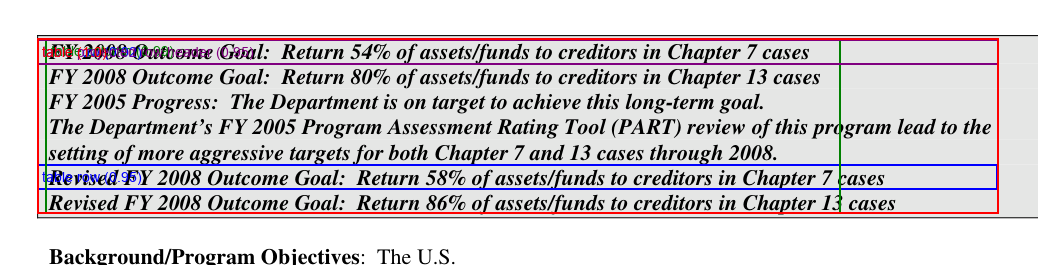 FY 2008 Outcome Goal:  Return 54% of assets/funds to creditors in Chapter 7 cases
FY 2008 Outcome Goal:  Return 80% of assets/funds to creditors in Chapter 13 cases
FY 2005 Progress:  The Department is on target to achieve this long-term goal.
The Department's FY 2005 Program Assessment Rating Tool (PART) review of this program lead to the
setting of more aggressive targets for both Chapter 7 and 13 cases through 2008.
Revised FY 2008 Outcome Goal:  Return 58% of assets/funds to creditors in Chapter 7 cases
Revised FY 2008 Outcome Goal:  Return 86% of assets/funds to creditors in Chapter 13 cases
Background/Program Objectives:  The U.S.